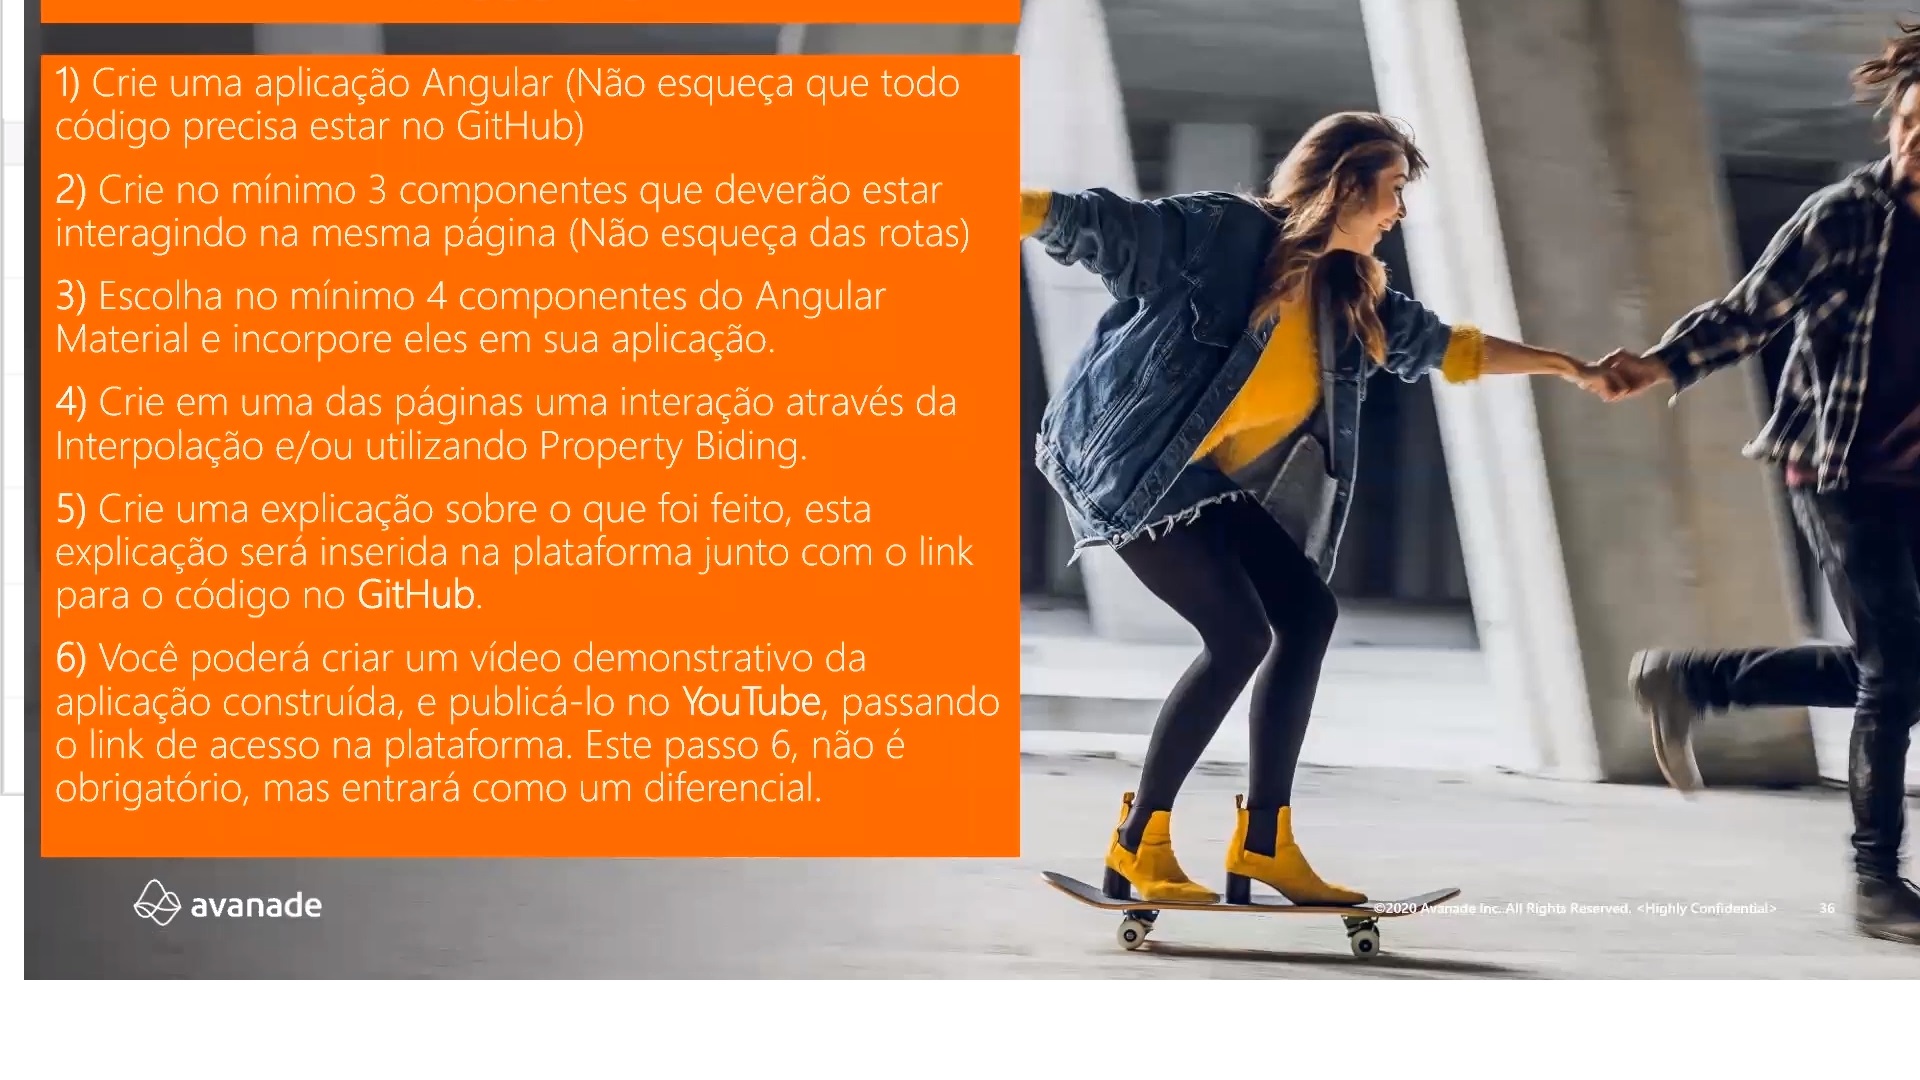 1) Crie uma aplicação Angular (Não esqueça que todo
código precisa estar no GitHub)
2) Crie no mínimo 3 componentes que deverão estar
interagindo na mesma página (Não esqueça das rotas)
3) Escolha no mínimo 4 componentes do Angular
Material e incorpore eles em sua aplicação.
4) Crie em uma das páginas uma interação através da
Interpolação e/ou utilizando Property Biding.
5) Crie uma explicação sobre o que foi feito, esta
explicação será inserida na plataforma junto com o link
para o código no GitHub.
6) Você poderá criar um vídeo demonstrativo da
aplicação construída, e publicá-lo no YouTube, passando
o link de acesso na plataforma. Este passo 6, não é
obrigatório, mas entrará como um diferencial.
avanade
©2020 Avanade Inc. All Rights Reserved. <Highly Confidential> 36